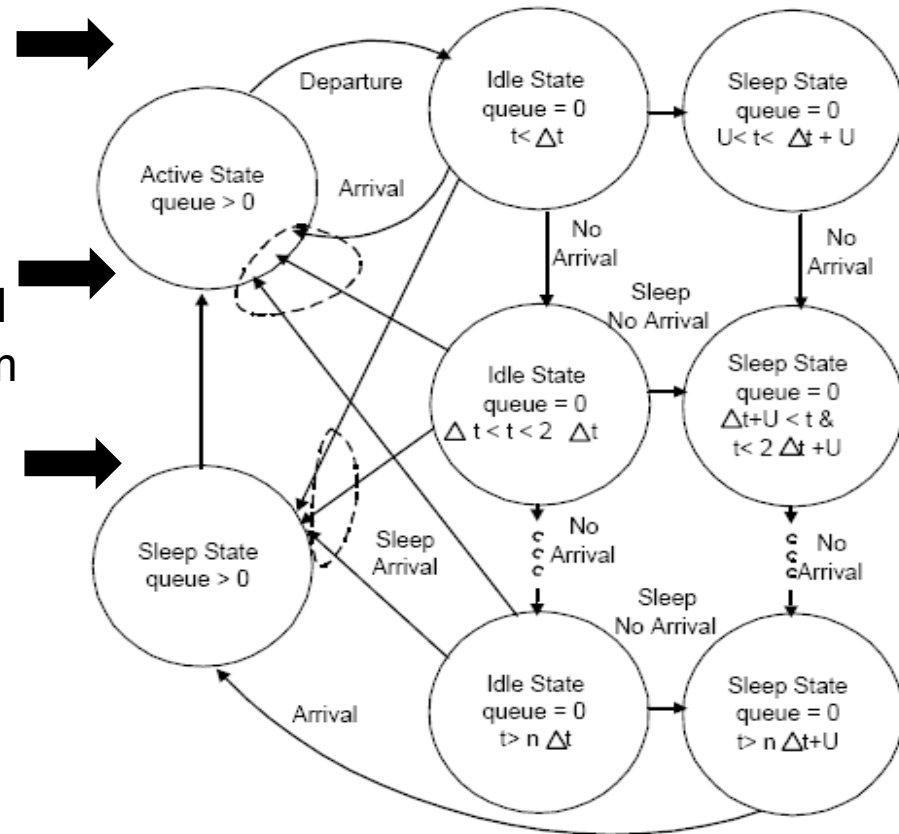 Departure
Idle State
queue = 0
t< Δt
Sleep State
queue = 0
U< t< Δt + U
Active State
queue > 0
Arrival
No
Arrival
No
Arrival
l
n
Sleep
No Arrival
Idle State
queue = 0
Δ t < t < 2 Δt
Sleep State
queue = 0
Δt+U < t &
t< 2 Δt +U
Sleep State
queue > 0
Sleep
Arrival
No
Arrival
No
Arrival
Sleep
No Arrival
Idle State
queue = 0
t> n Δt
Sleep State
queue = 0
t> n Δt+U
Arrival